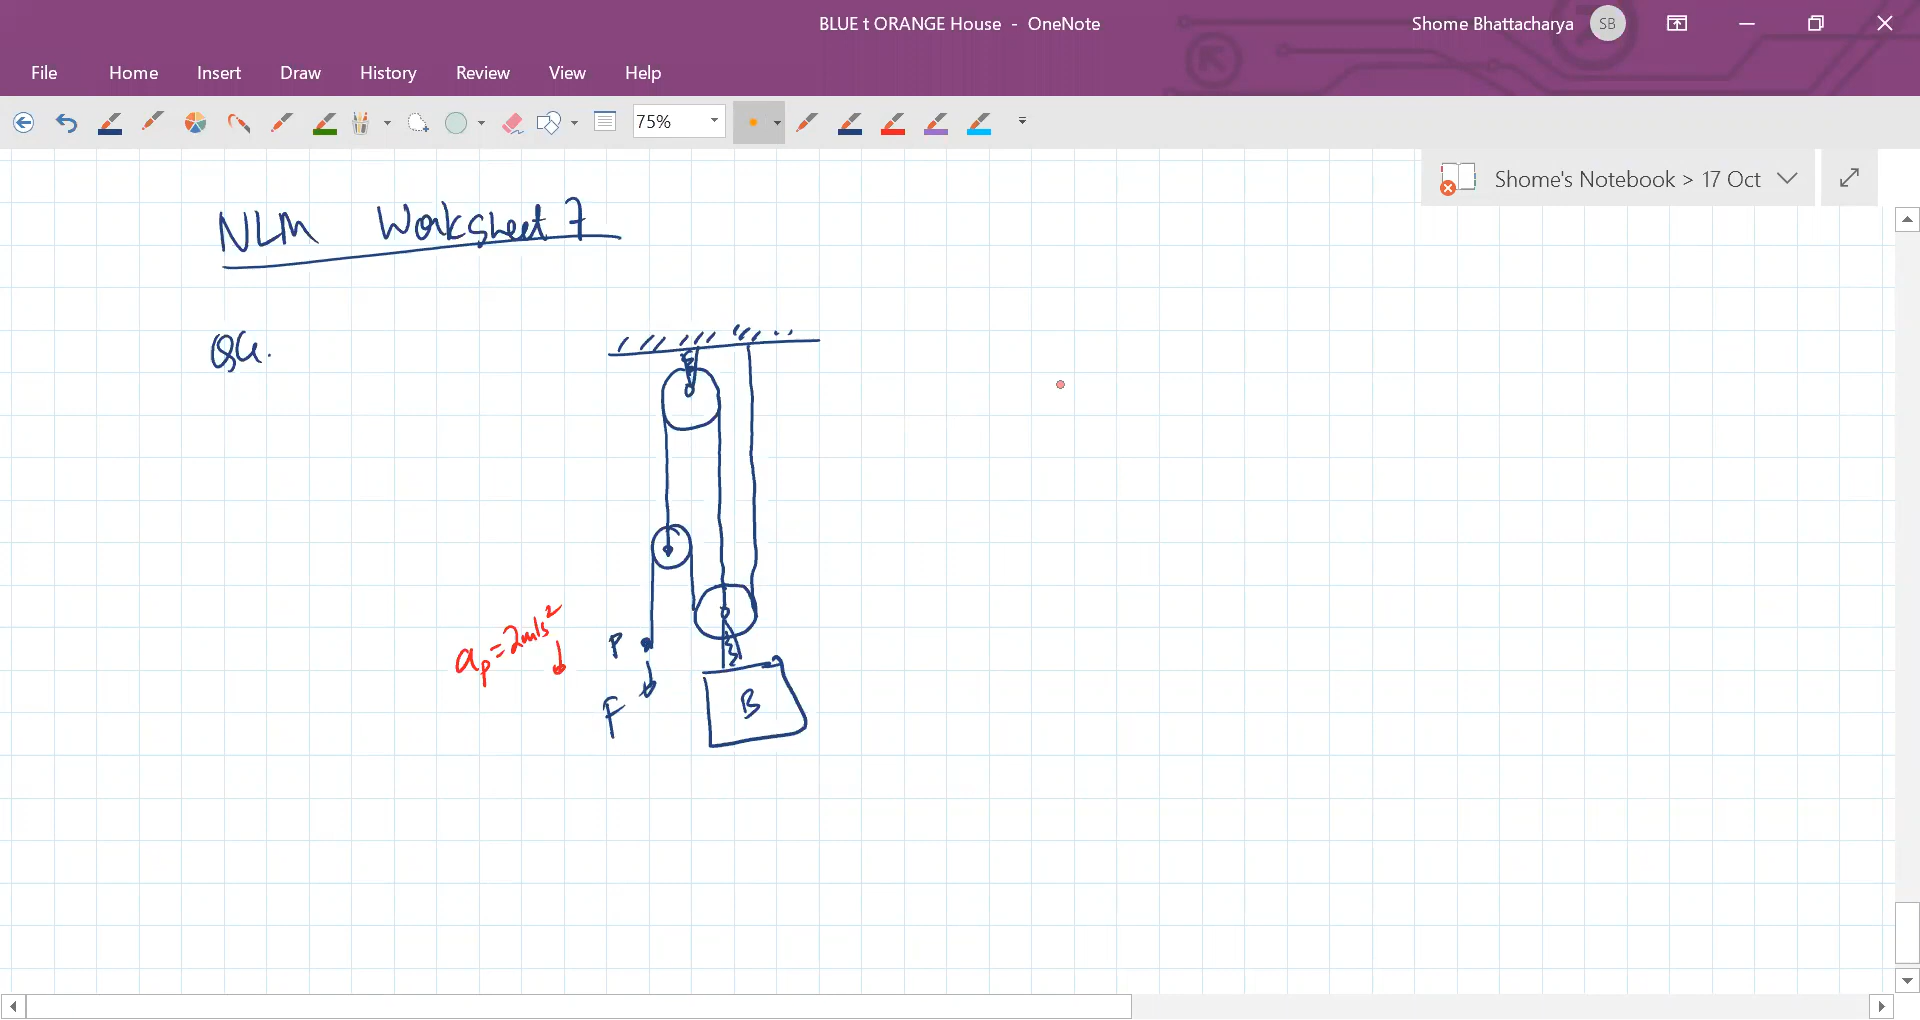 BLUE t ORANGE House - OneNote
Shome Bhattacharya
SB
File Home Insert Draw History Review View Help
75%
Shome's Notebook > 17 Oct
NLM Worksheet 7
aₚ = 2m/s²
P
F
B